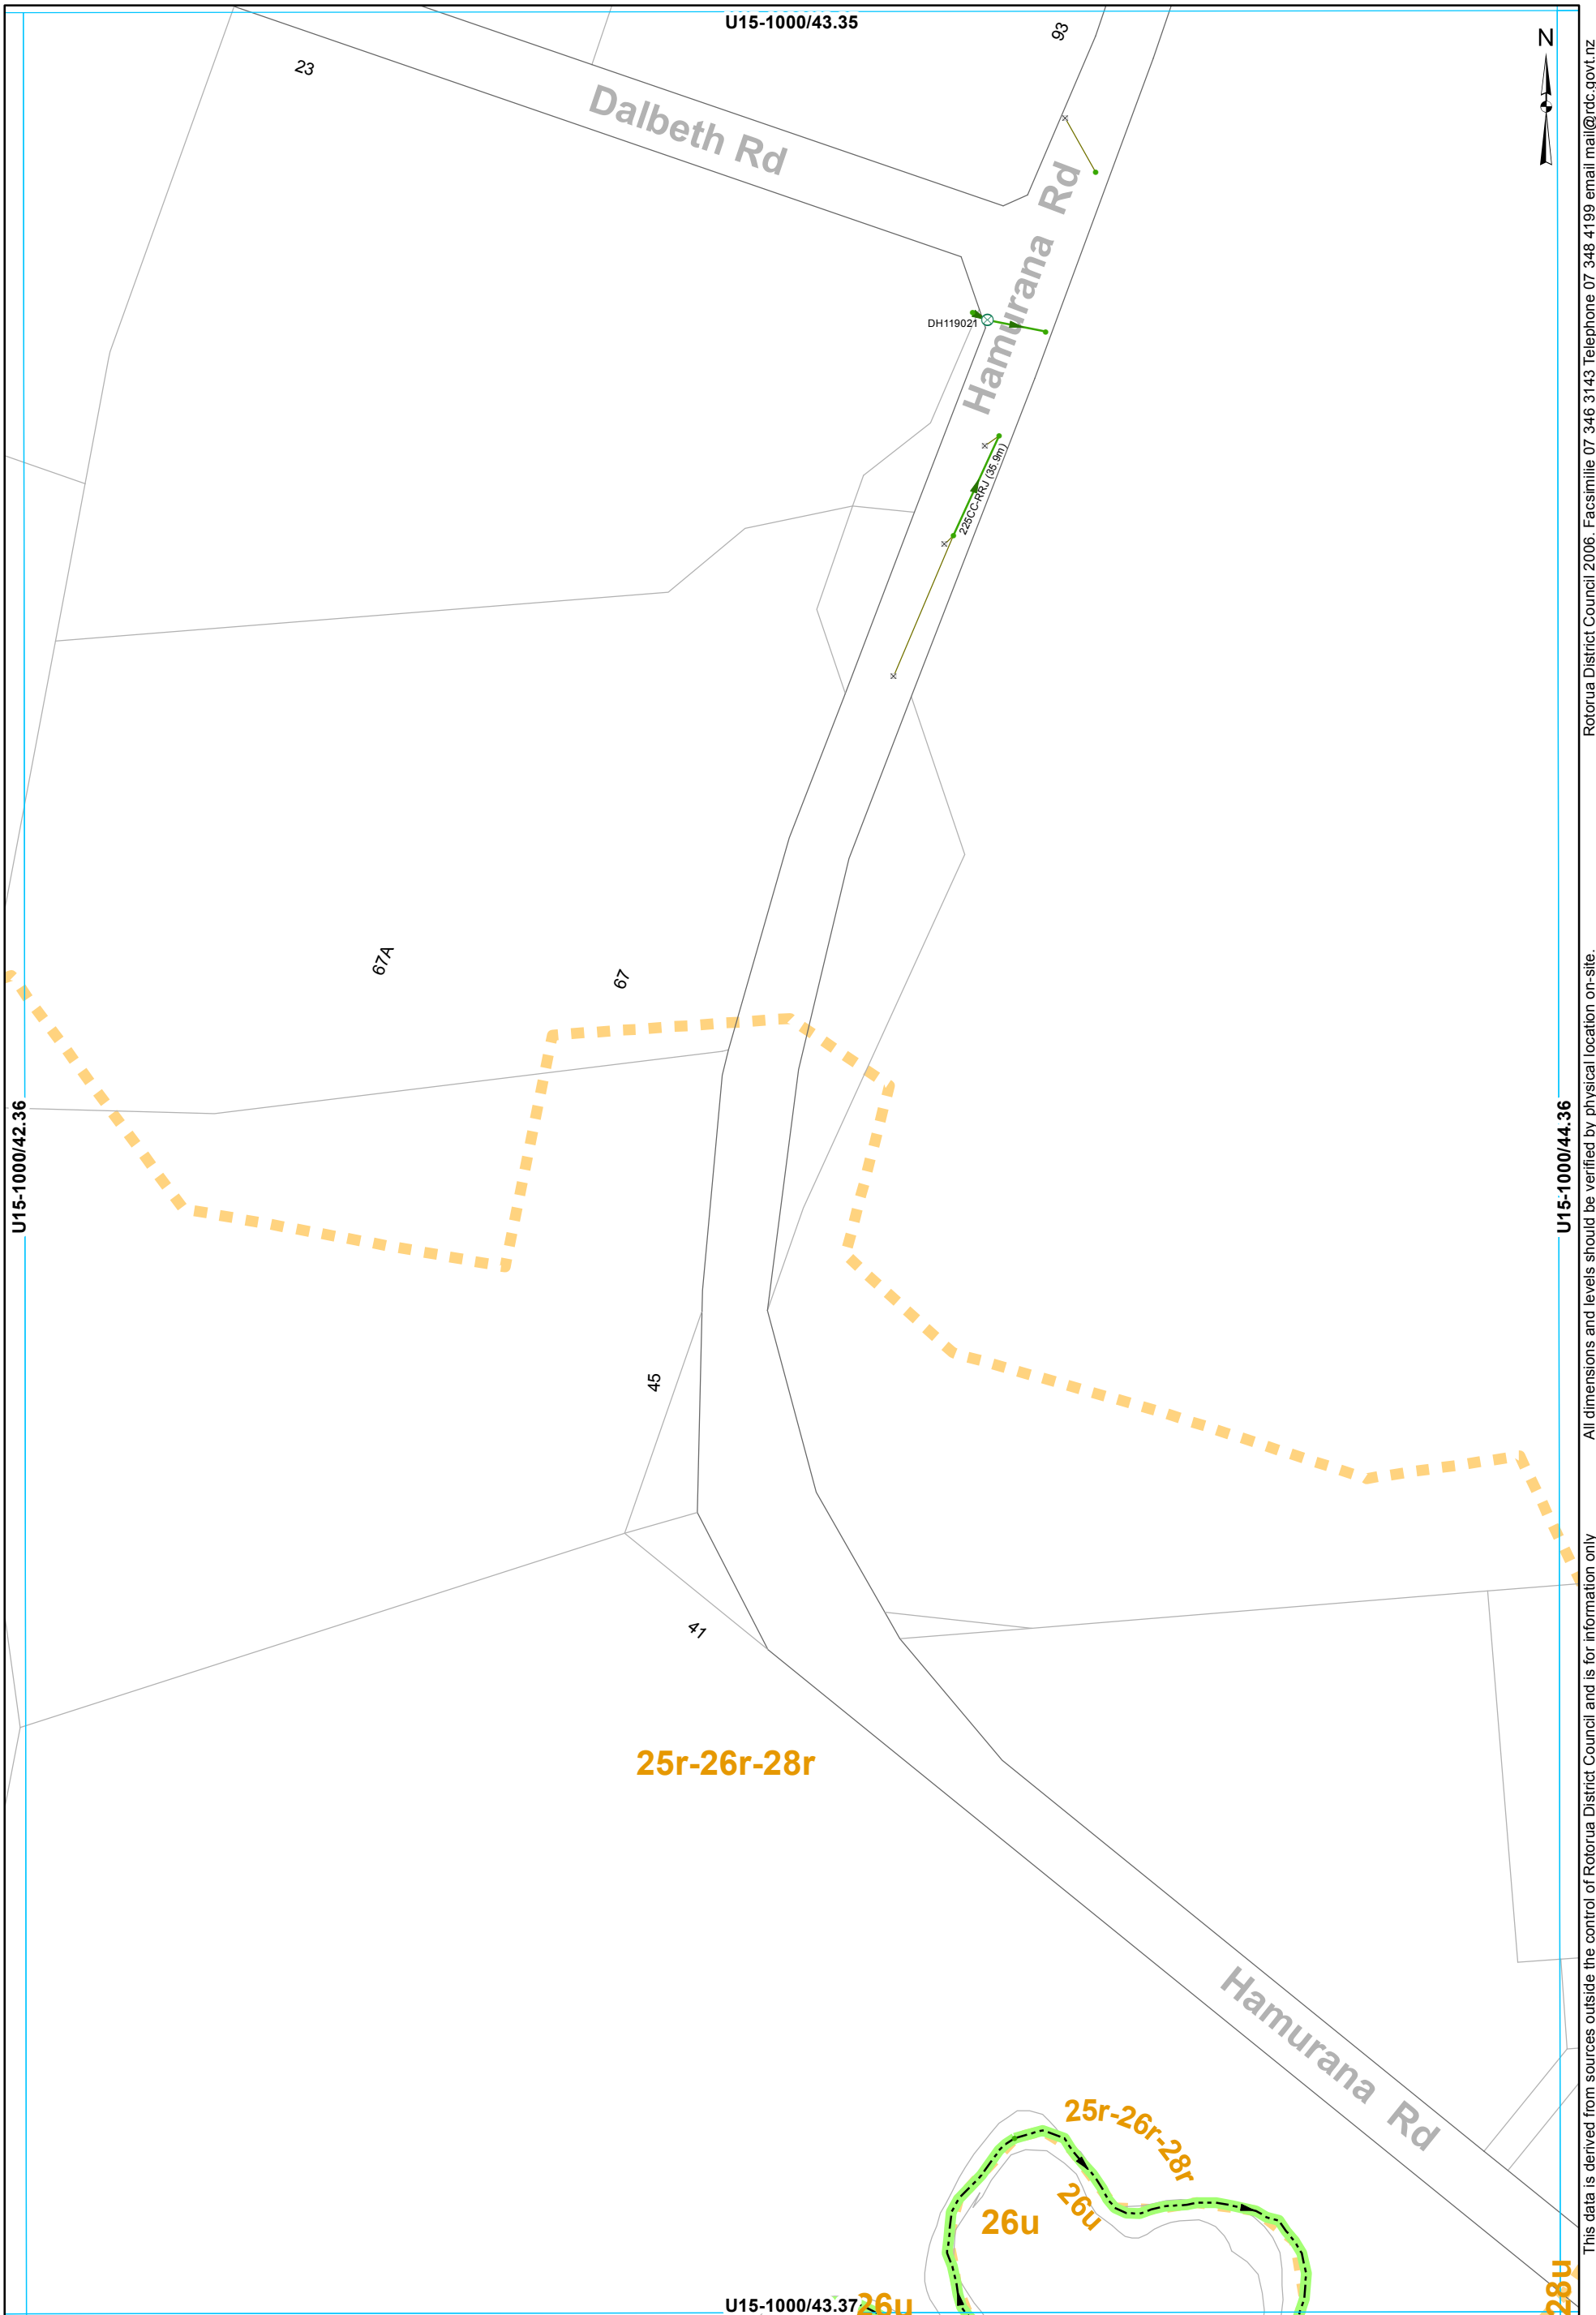 U15-1000/43.35
93
N
23
Dalbeth Rd
Hamurana Rd
DH119021
225CC-RRJ (35.9m)
67A
67
U15-1000/42.36
U15-1000/44.36
45
41
25r-26r-28r
Hamurana Rd
25r-26r-28r
26u
26u
28u
U15-1000/43.37
26u
Rotorua District Council 2006. Facsimilie 07 346 3143 Telephone 07 348 4199 email mail@rdc.govt.nz
All dimensions and levels should be verified by physical location on-site.
This data is derived from sources outside the control of Rotorua District Council and is for information only